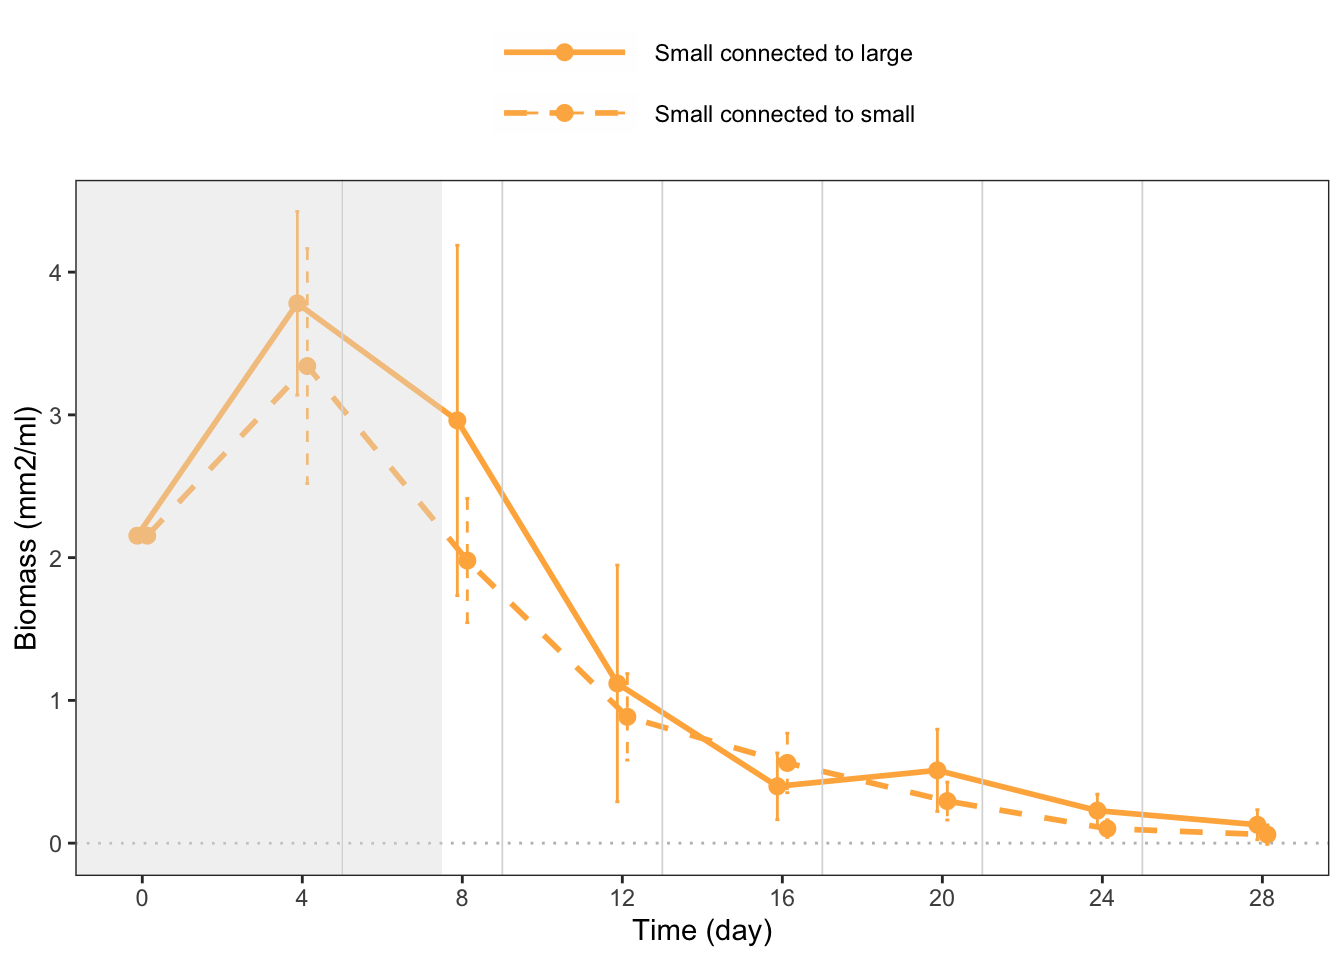 Small connected to large
Small connected to small
4
3
2
1
0
Biomass (mm2/ml)
0 4 8 12 16 20 24 28
Time (day)